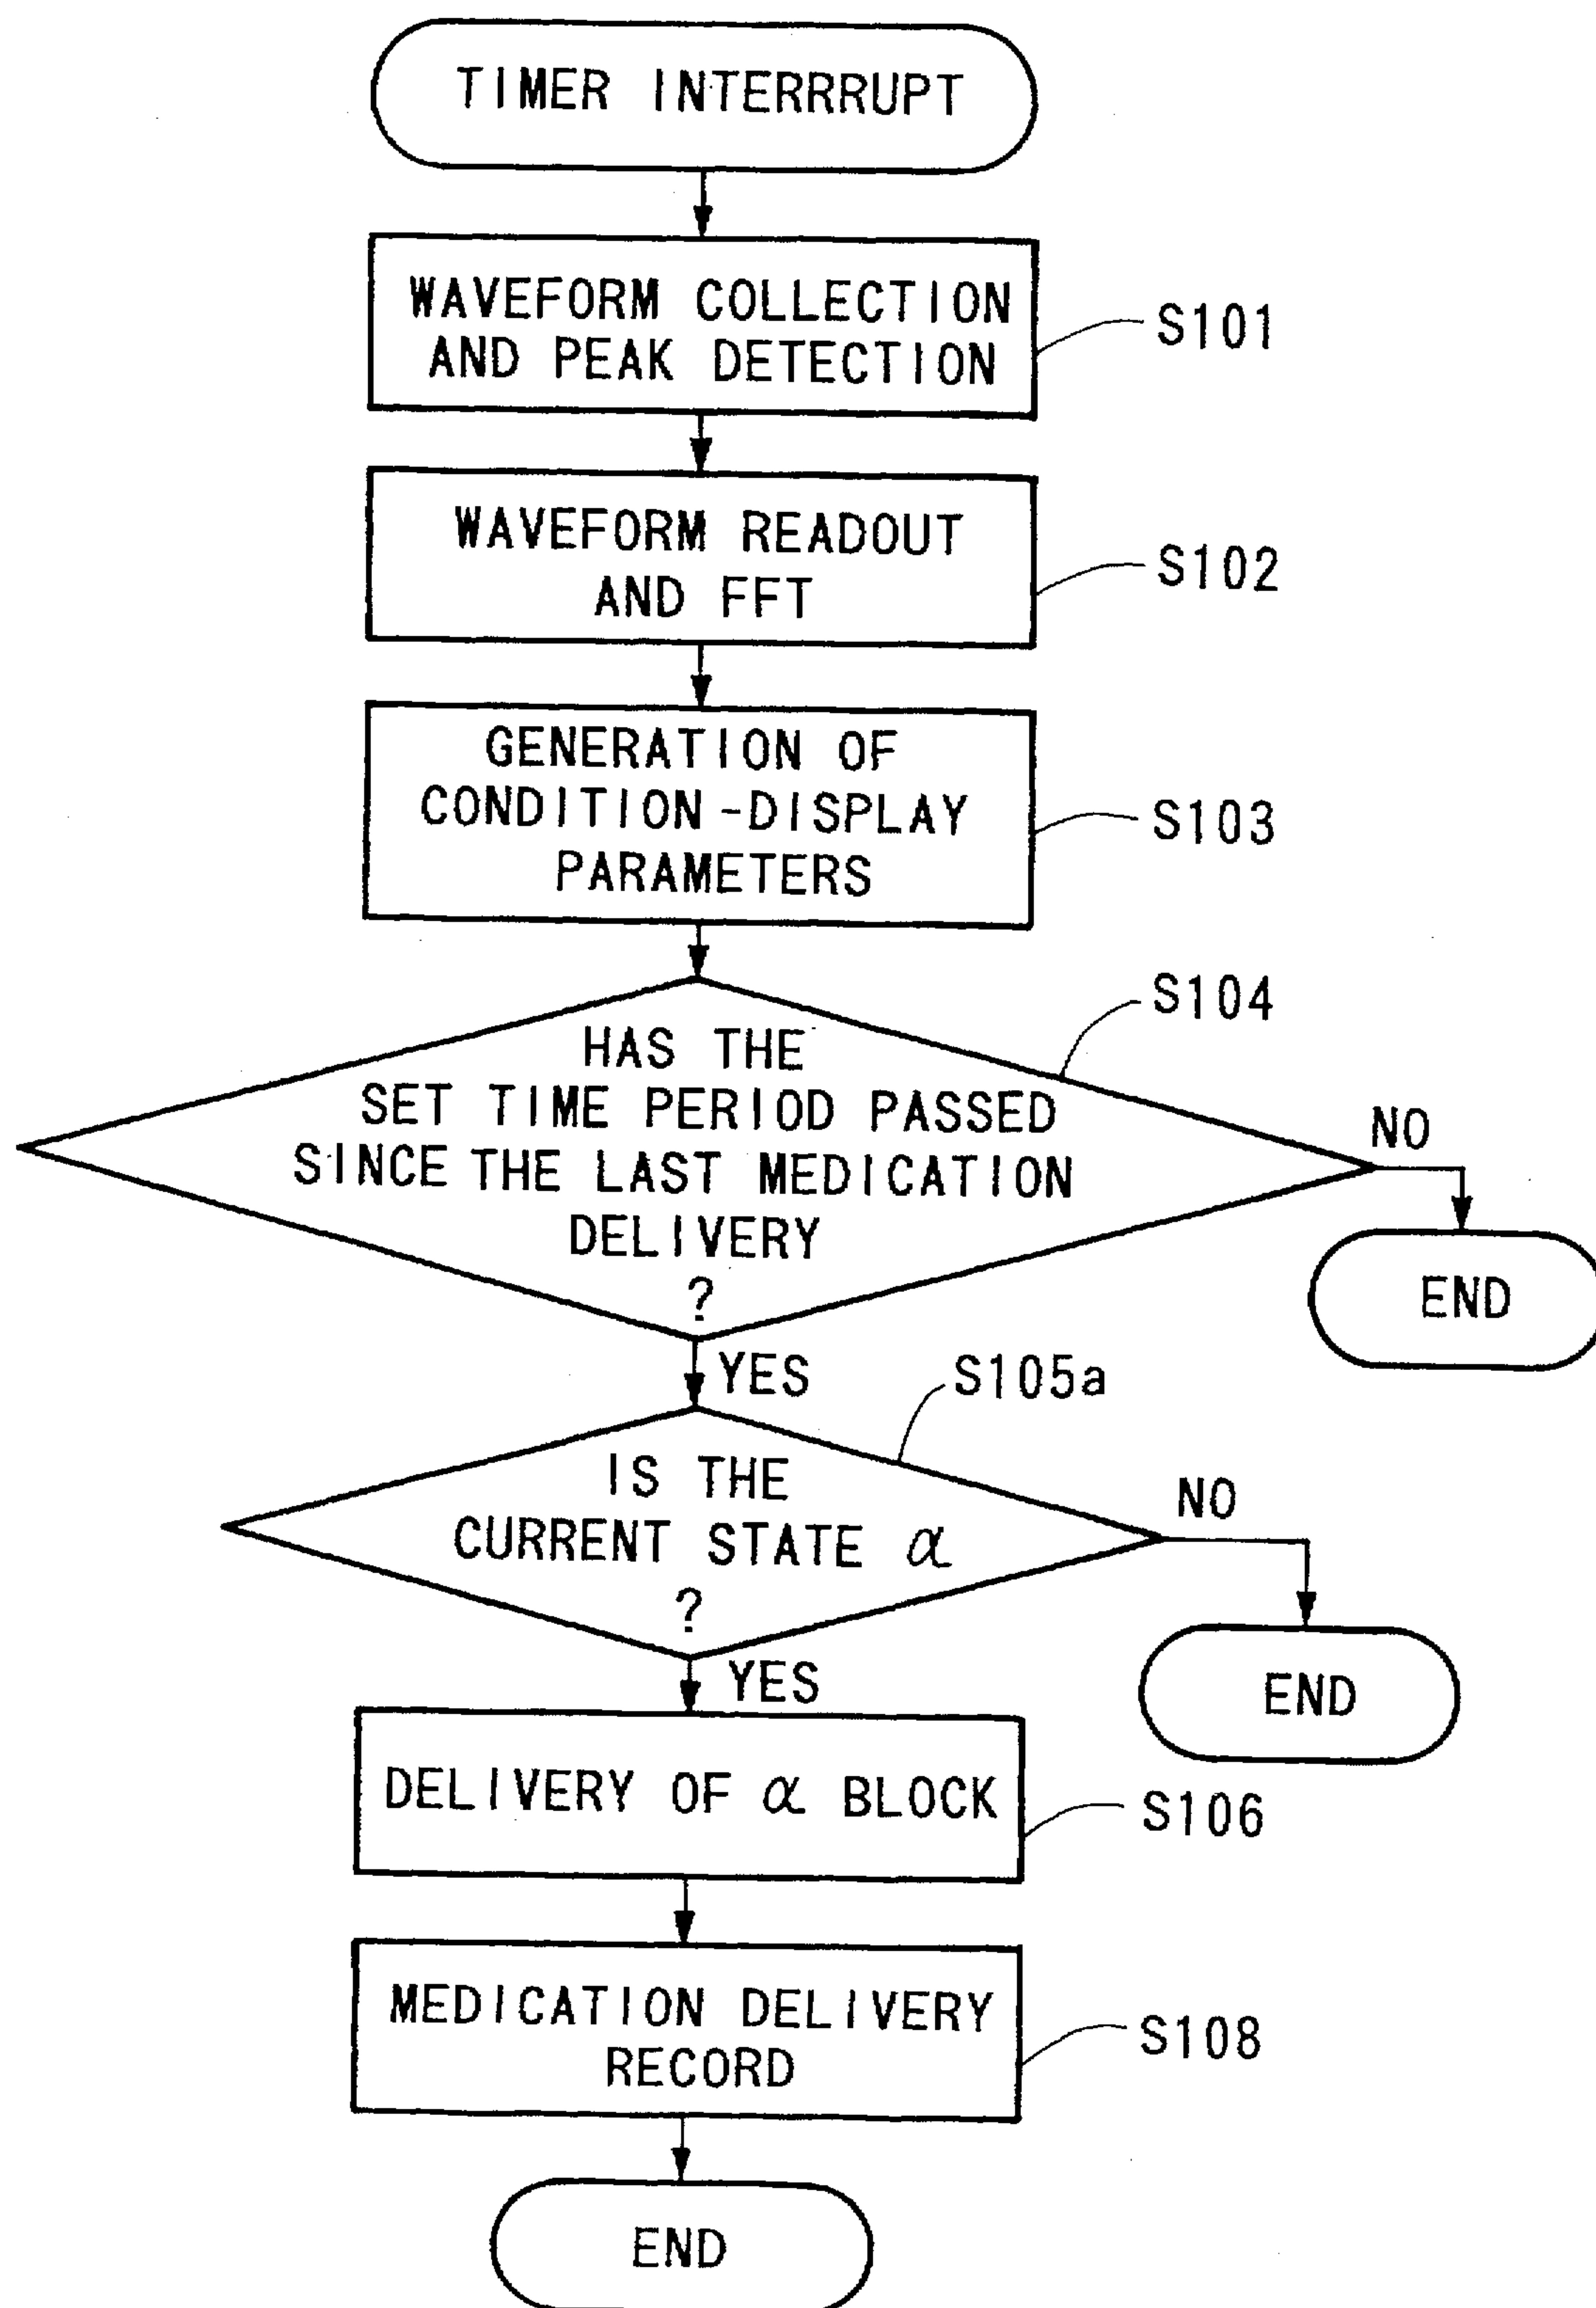 TIMER INTERRRUPT
WAVEFORM COLLECTION
AND PEAK DETECTION
S101
WAVEFORM READOUT
AND FFT
S102
GENERATION OF
CONDITION-DISPLAY
PARAMETERS
S103
S104
HAS THE
SET TIME PERIOD PASSED
SINCE THE LAST MEDICATION
DELIVERY
?
NO
END
YES
S105a
IS THE
CURRENT STATE α
?
NO
END
YES
DELIVERY OF α BLOCK
S106
MEDICATION DELIVERY
RECORD
S108
END